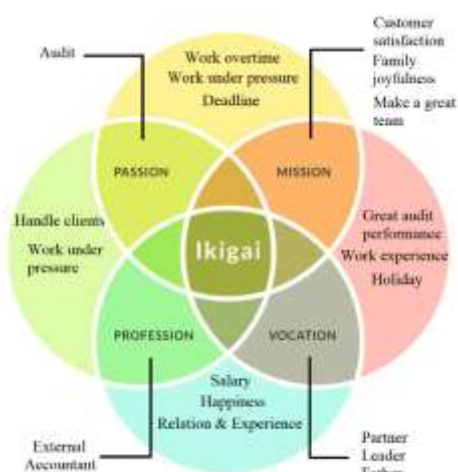 Audit
Customer
satisfaction
Family
joyfulness
Make a great
team
Work overtime
Work under pressure
Deadline
PASSION
MISSION
Handle clients
Work under
pressure
Ikigai
Great audit
performance
Work experience
Holiday
PROFESSION
VOCATION
Salary
Happiness
Relation & Experience
External
Accountant
Partner
Leader